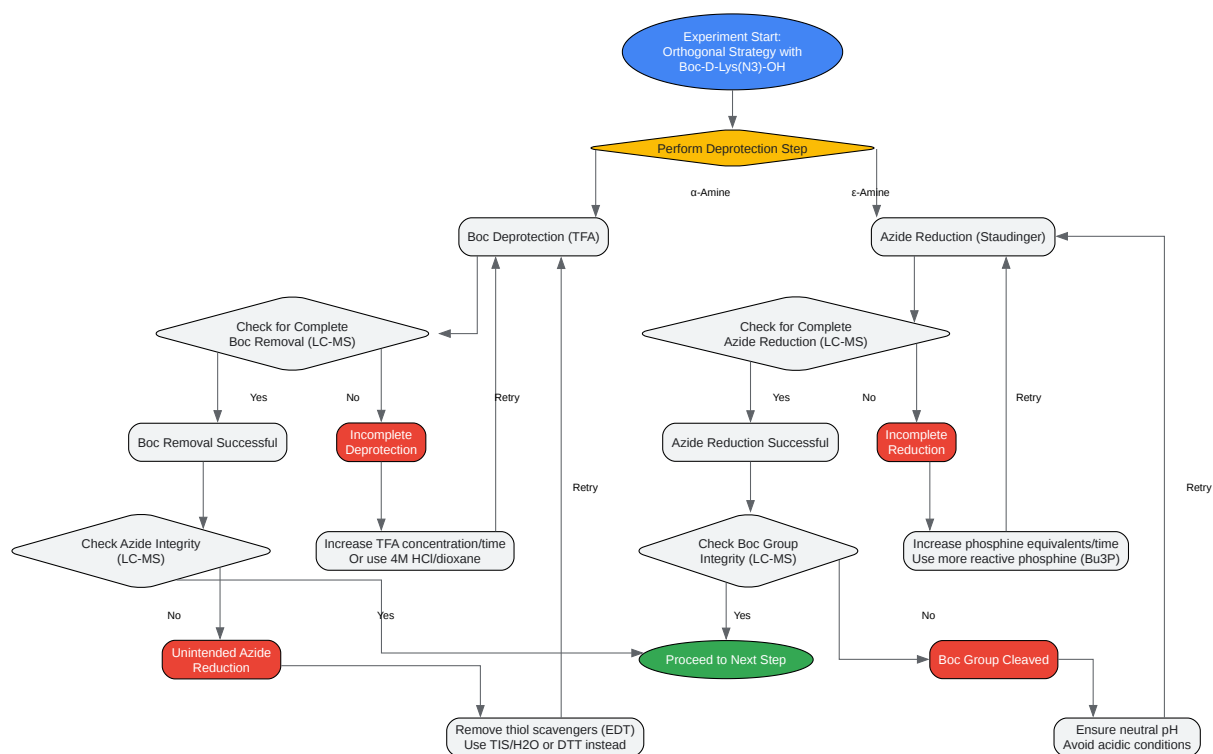 Experiment Start:
Orthogonal Strategy with
Boc-D-Lys(N3)-OH
Perform Deprotection Step
α-Amine
ε-Amine
Boc Deprotection (TFA)
Azide Reduction (Staudinger)
Check for Complete
Boc Removal (LC-MS)
Check for Complete
Azide Reduction (LC-MS)
Yes
No
Retry
Yes
No
Retry
Boc Removal Successful
Incomplete
Deprotection
Azide Reduction Successful
Incomplete
Reduction
Retry
Retry
Check Azide Integrity
(LC-MS)
Increase TFA concentration/time
Or use 4M HCl/dioxane
Check Boc Group
Integrity (LC-MS)
Increase phosphine equivalents/time
Use more reactive phosphine (Bu3P)
No
Yes
Yes
No
Unintended Azide
Reduction
Proceed to Next Step
Boc Group Cleaved
Remove thiol scavengers (EDT)
Use TIS/H2O or DTT instead
Ensure neutral pH
Avoid acidic conditions